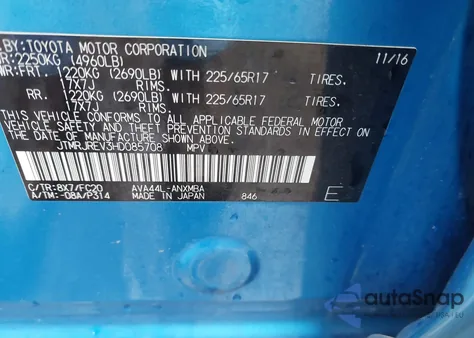 .BY:TOYOTA MOTOR CORPORATION 11/16
R:2250KG (4960LB)
WR:FRT. 1220KG (2690LB) WITH 225/65R17 TIRES.
17X7J RIMS.
RR. 1220KG (2690LB) WITH 225/65R17 TIRES.
17X7J RIMS.
THIS VEHICLE CONFORMS TO ALL APPLICABLE FEDERAL MOTOR
VEHICLE SAFETY, BUMPER, AND THEFT PREVENTION STANDARDS IN EFFECT
ON THE DATE OF MANUFACTURE SHOWN ABOVE.
JTMRJREV3HD085708 MPV
C/TR:8X7/FC20 AVA44L-ANXMBA
A/TM:-08A/P314 MADE IN JAPAN 846 E
autoSnap